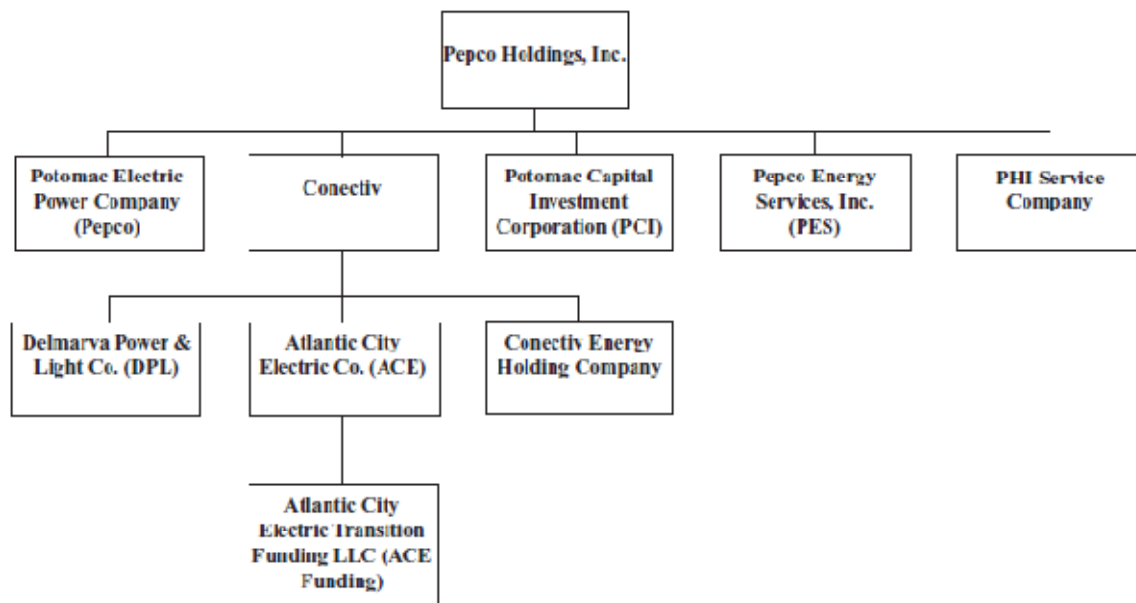 Pepco Holdings, Inc.
Potomac Electric
Power Company
(Pepco)
Conectiv
Potomac Capital
Investment
Corporation (PCI)
Pepco Energy
Services, Inc.
(PES)
PHI Service
Company
Delmarva Power &
Light Co. (DPL)
Atlantic City
Electric Co. (ACE)
Conectiv Energy
Holding Company
Atlantic City
Electric Transition
Funding LLC (ACE
Funding)